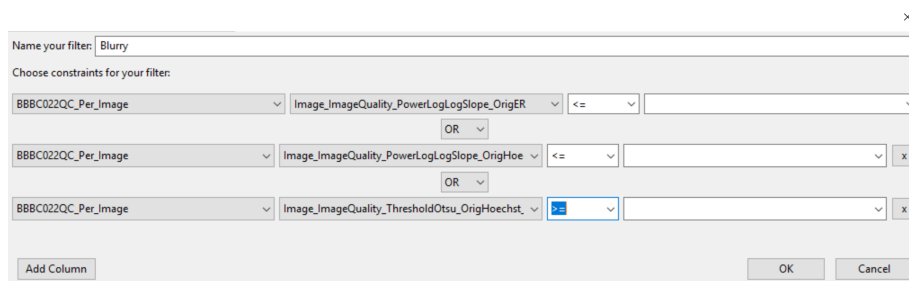 Name your filter: Blurry
Choose constraints for your filter:
BBBC022QC_Per_Image Image_ImageQuality_PowerLogLogSlope_OrigER <=
OR
BBBC022QC_Per_Image Image_ImageQuality_PowerLogLogSlope_OrigHoe <= x
OR
BBBC022QC_Per_Image Image_ImageQuality_ThresholdOtsu_OrigHoechst_ >= x
Add Column OK Cancel